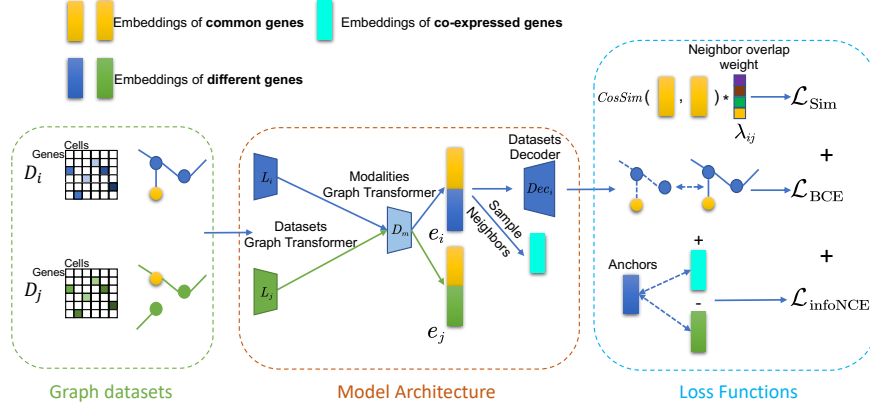 Embeddings of common genes
Embeddings of co-expressed genes
Embeddings of different genes
Neighbor overlap
weight
CosSim( , )*
λij
ℒSim
Cells
Genes
Di
Modalities
Graph Transformer
Datasets
Decoder
Li
Deci
Dm
ei
Sample
Neighbors
+
ℒBCE
Datasets
Graph Transformer
Cells
Genes
Dj
Lj
ej
Anchors
+
-
+
ℒinfoNCE
Graph datasets
Model Architecture
Loss Functions